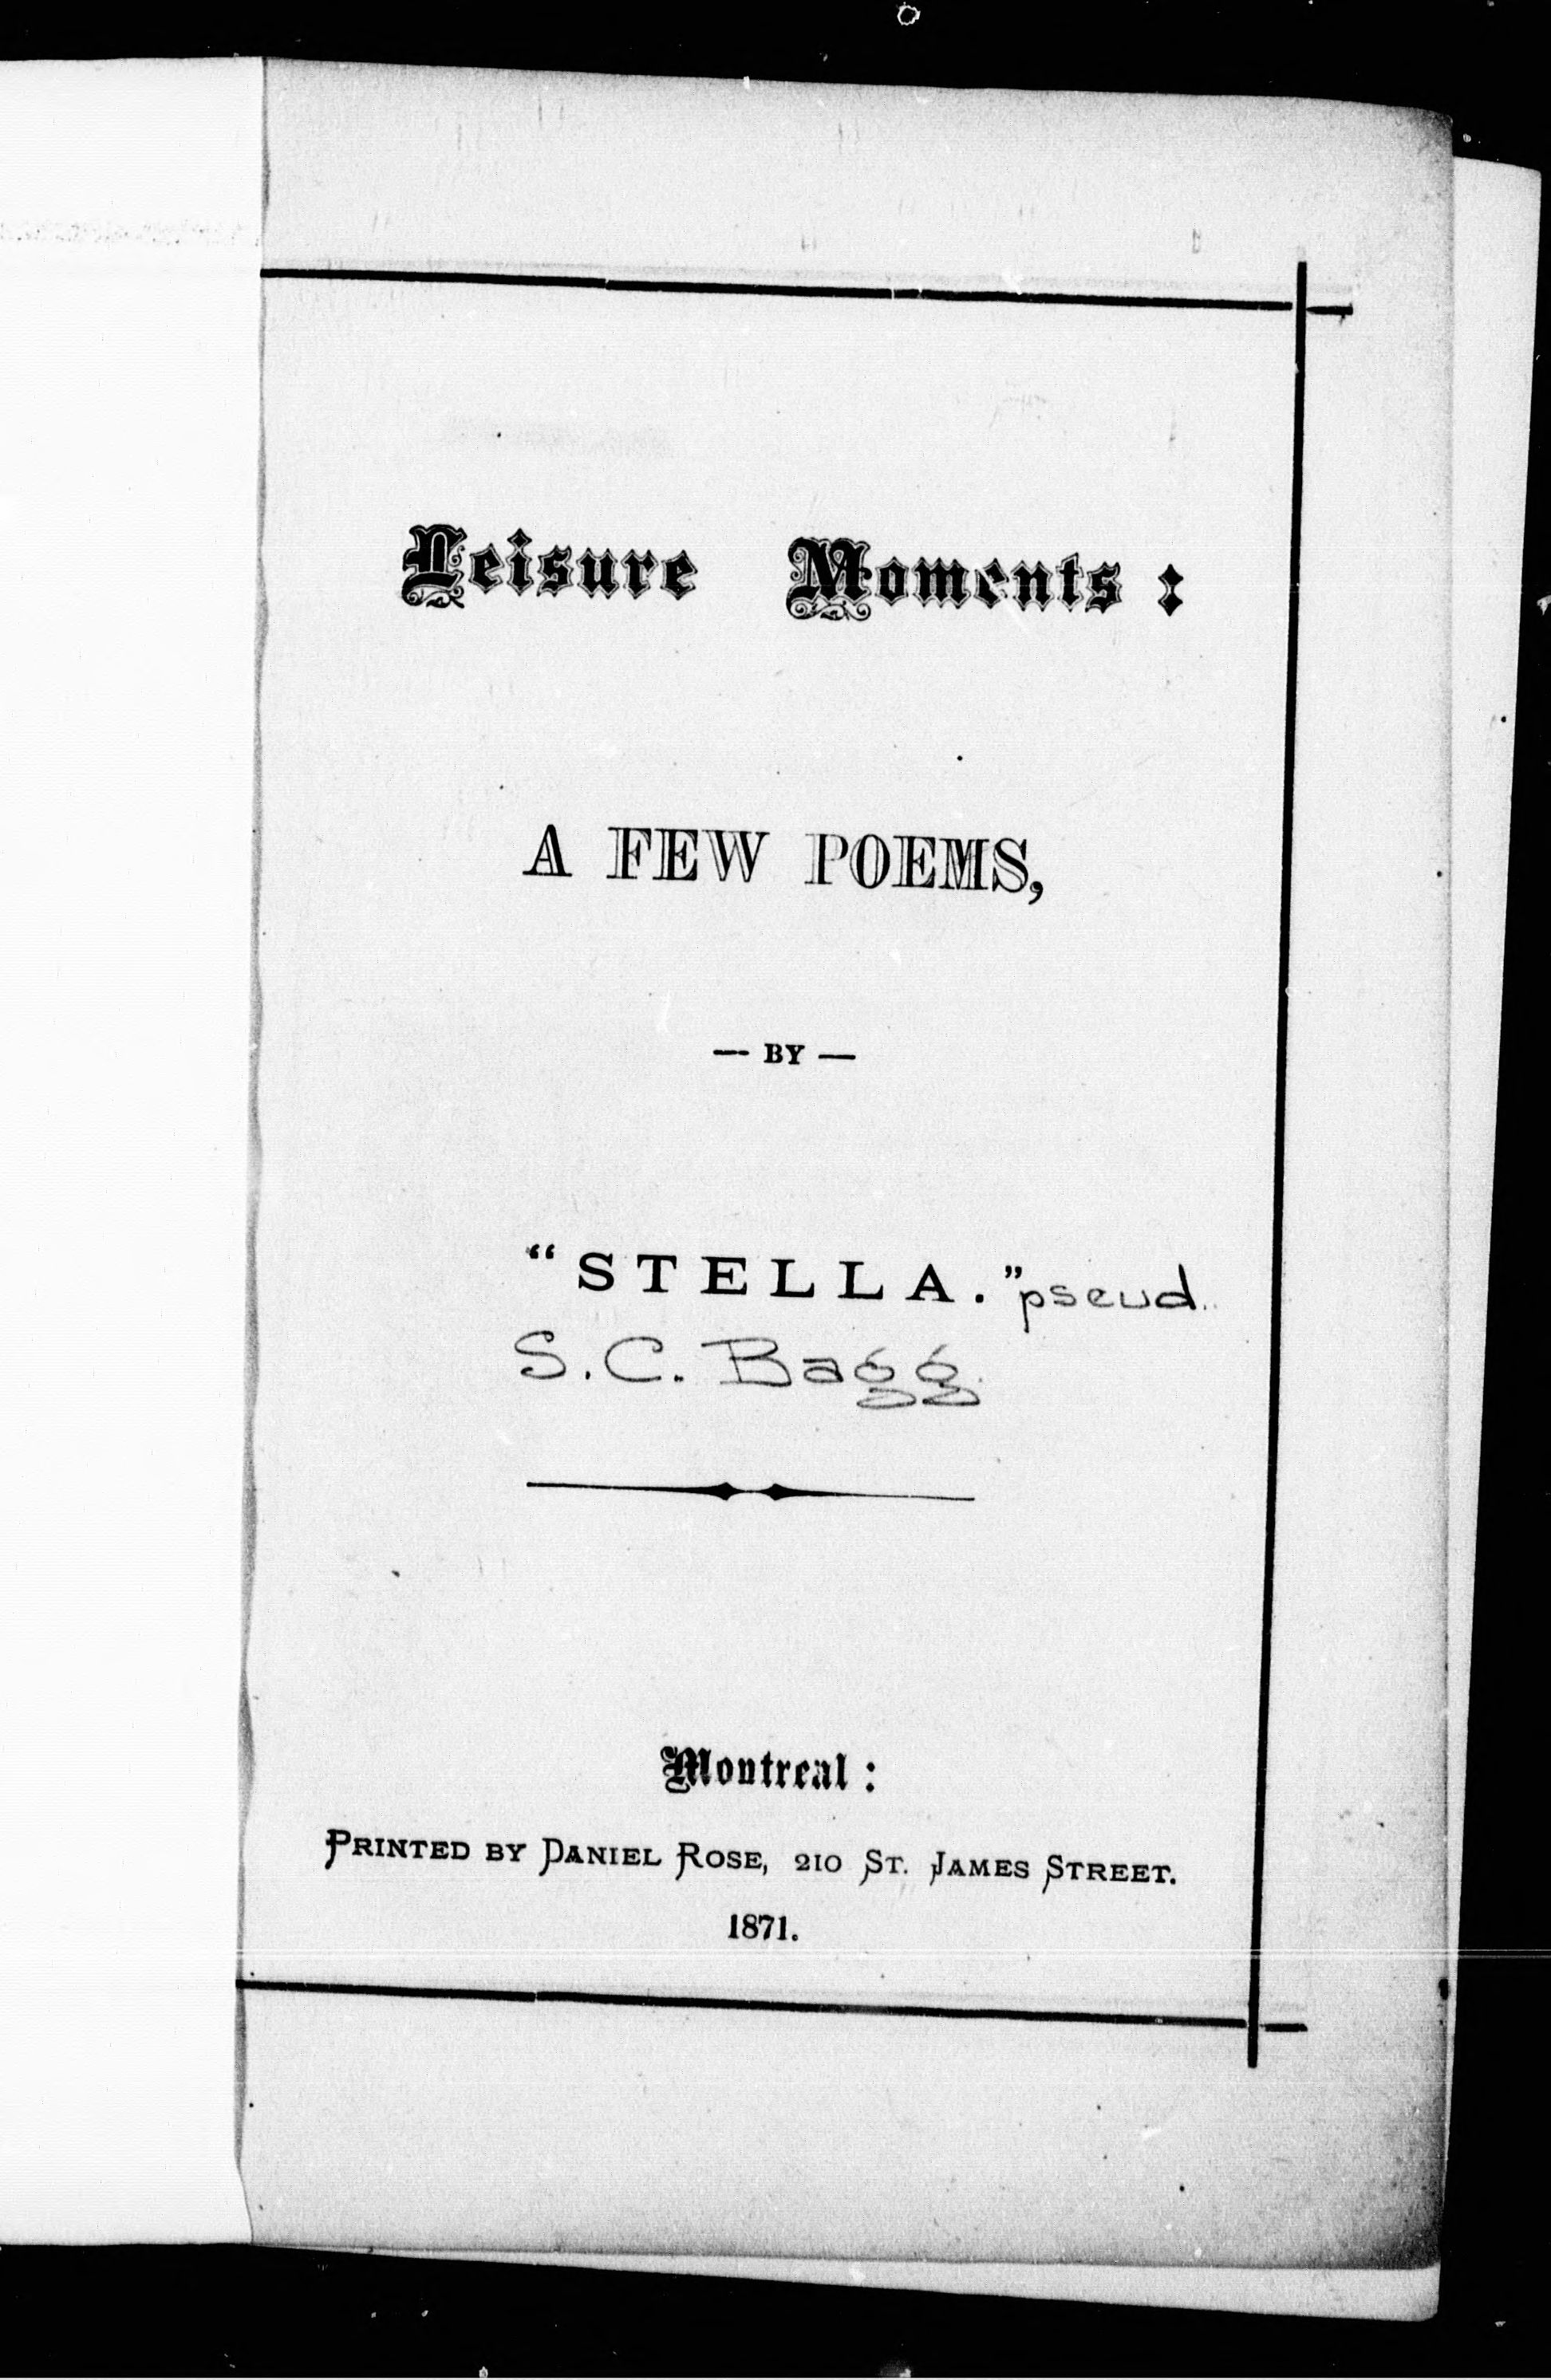 Leisure Moments :
A FEW POEMS,
— BY —
“STELLA.” pseud.
S. C. Bagg.
Montreal :
PRINTED BY DANIEL ROSE, 210 ST. JAMES STREET.
1871.